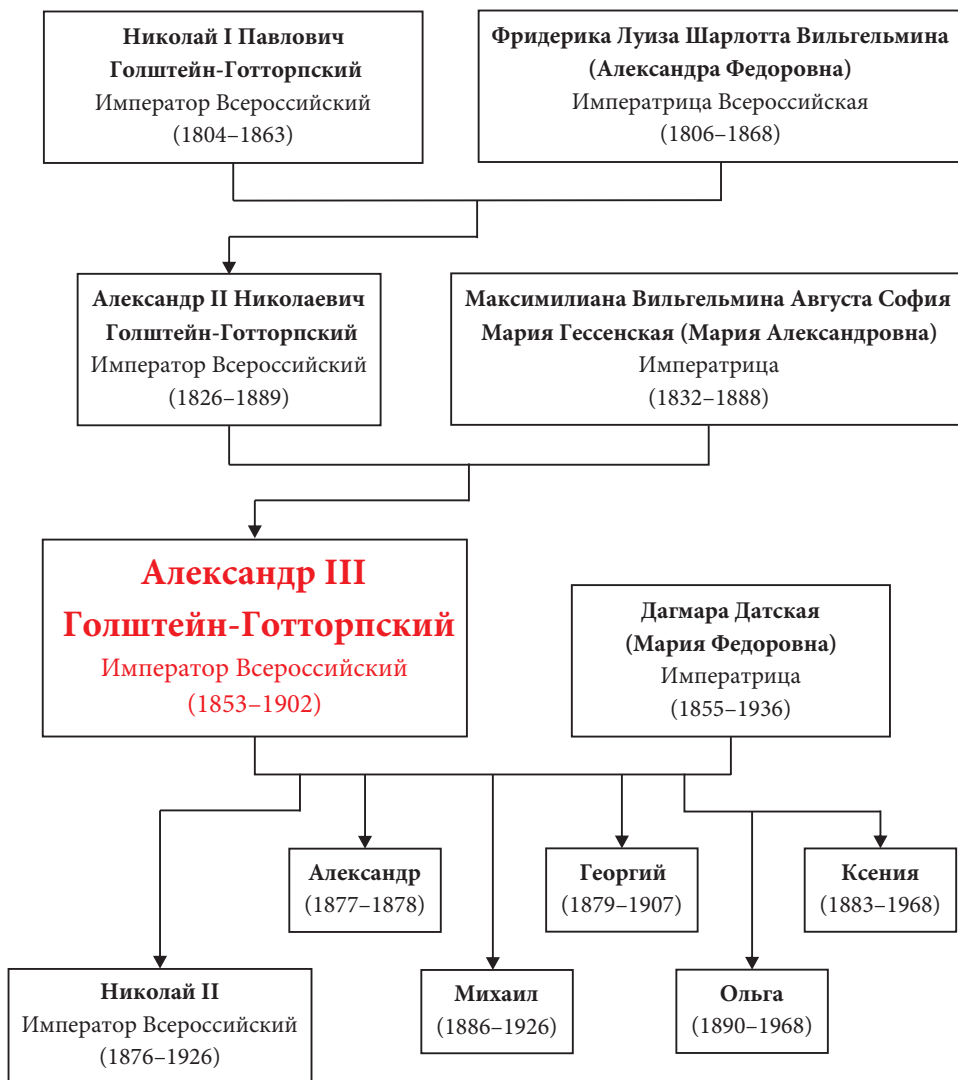 Николай I Павлович
Голштейн-Готторпский
Император Всероссийский
(1804–1863)
Фридерика Луиза Шарлотта Вильгельмина
(Александра Федоровна)
Императрица Всероссийская
(1806–1868)
Александр II Николаевич
Голштейн-Готторпский
Император Всероссийский
(1826–1889)
Максимилиана Вильгельмина Августа София
Мария Гессенская (Мария Александровна)
Императрица
(1832–1888)
Александр III
Голштейн-Готторпский
Император Всероссийский
(1853–1902)
Дагмара Датская
(Мария Федоровна)
Императрица
(1855–1936)
Александр
(1877–1878)
Георгий
(1879–1907)
Ксения
(1883–1968)
Николай II
Император Всероссийский
(1876–1926)
Михаил
(1886–1926)
Ольга
(1890–1968)